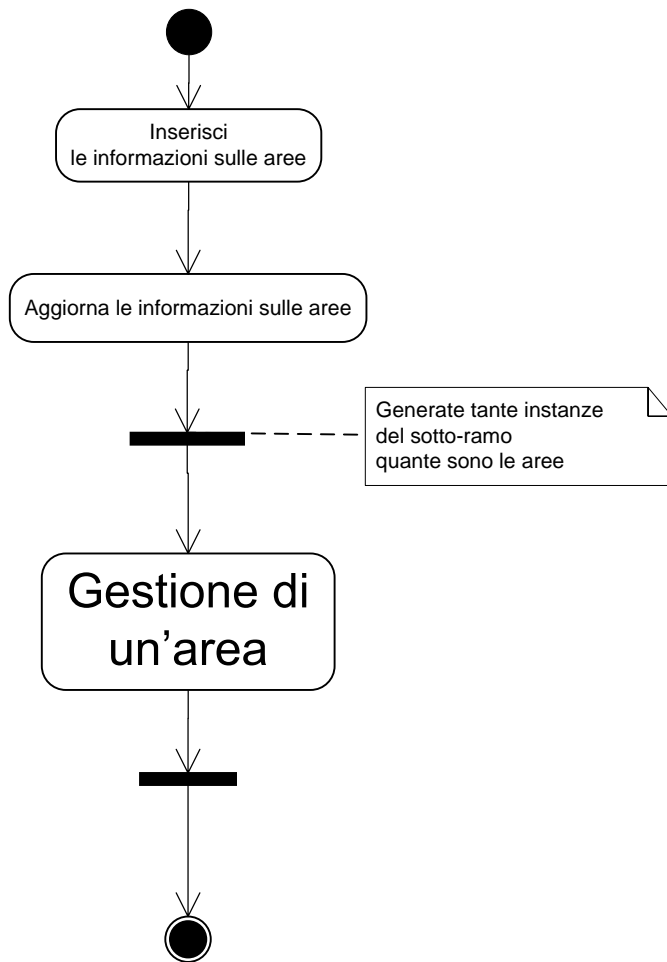 Inserisci
le informazioni sulle aree
Aggiorna le informazioni sulle aree
Generate tante instanze
del sotto-ramo
quante sono le aree
Gestione di
un’area